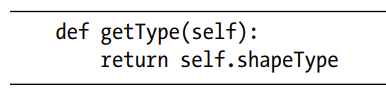 def getType(self):
    return self.shapeType